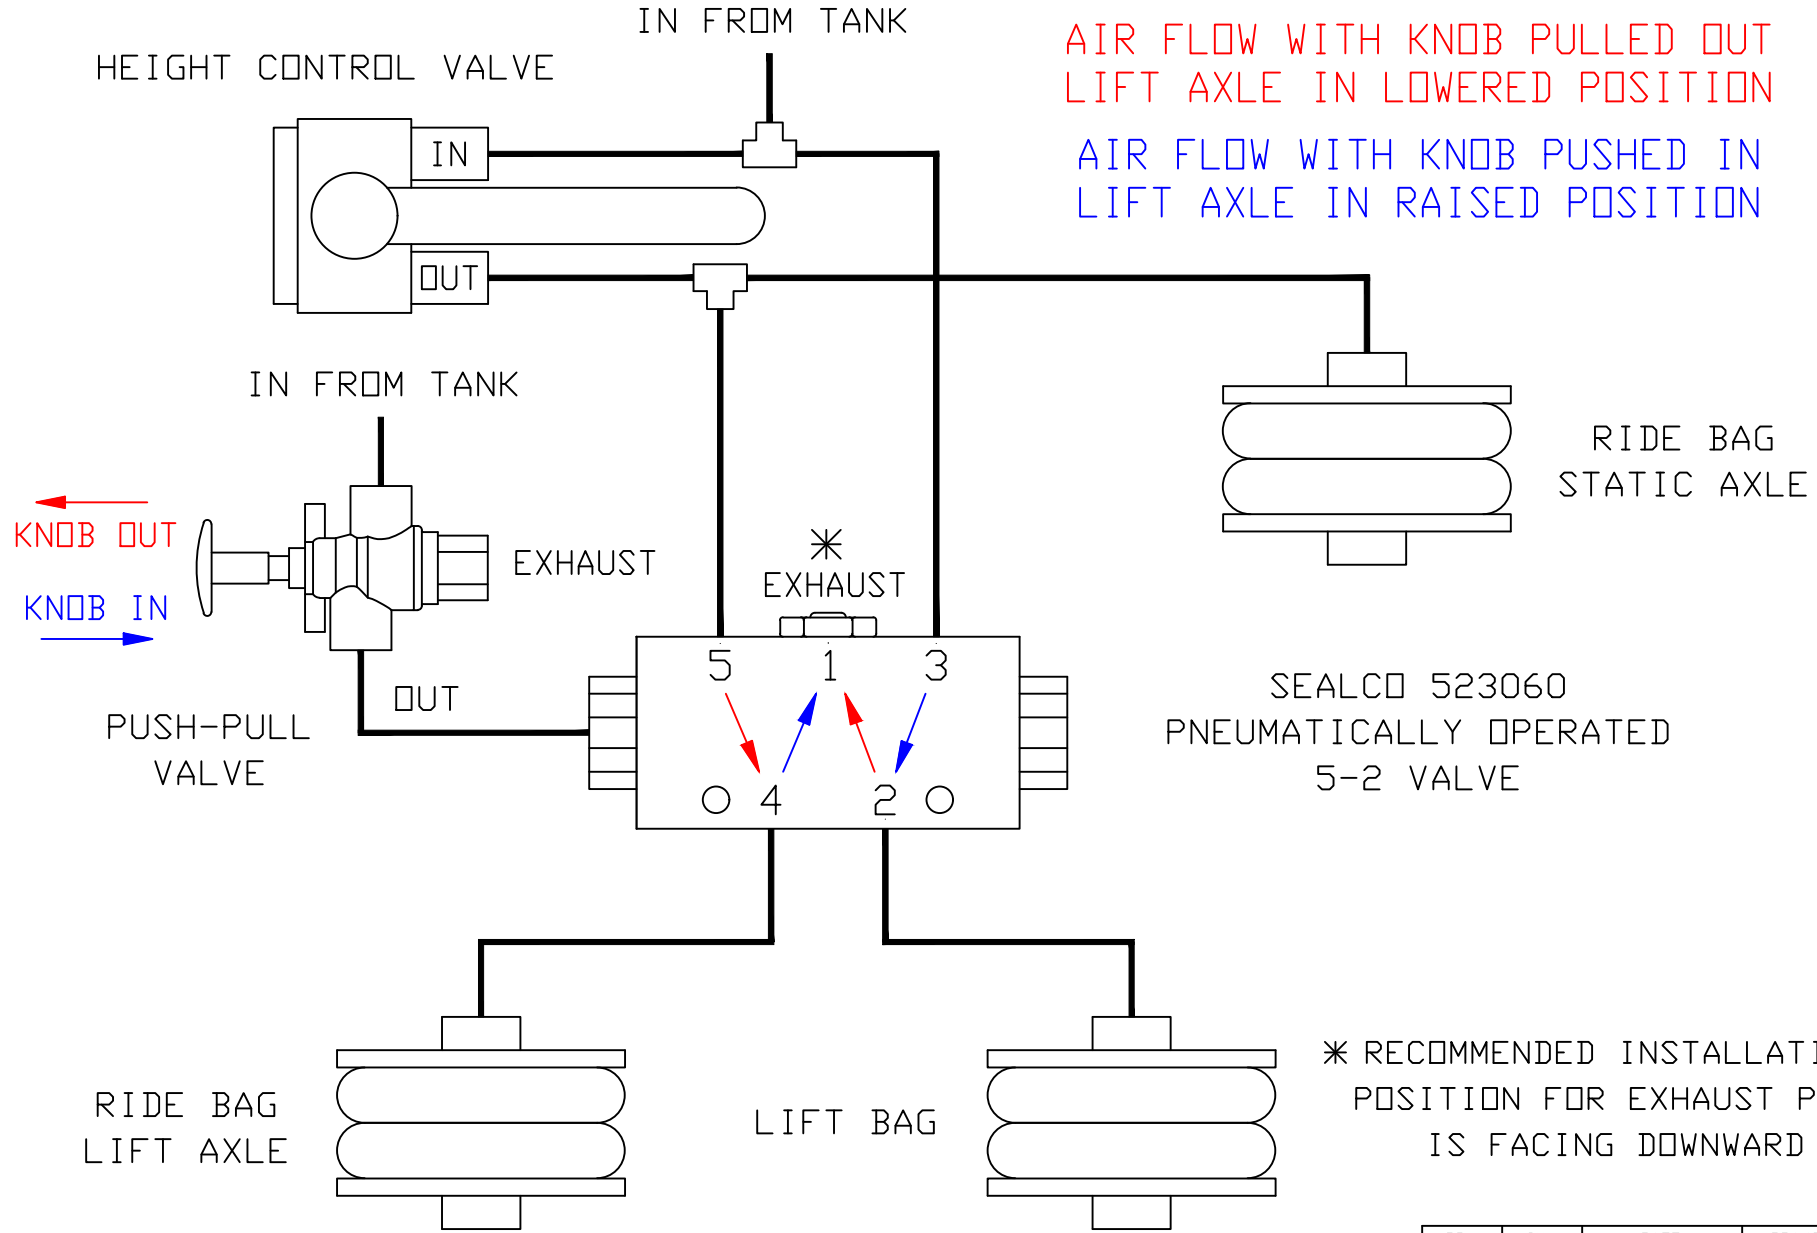 IN FROM TANK
HEIGHT CONTROL VALVE
AIR FLOW WITH KNOB PULLED OUT
LIFT AXLE IN LOWERED POSITION
AIR FLOW WITH KNOB PUSHED IN
LIFT AXLE IN RAISED POSITION
IN
OUT
IN FROM TANK
RIDE BAG
STATIC AXLE
KNOB OUT
KNOB IN
EXHAUST
*
EXHAUST
5 1 3
4 2
OUT
PUSH-PULL
VALVE
SEALCO 523060
PNEUMATICALLY OPERATED
5-2 VALVE
RIDE BAG
LIFT AXLE
LIFT BAG
* RECOMMENDED INSTALLATI
POSITION FOR EXHAUST P
IS FACING DOWNWARD